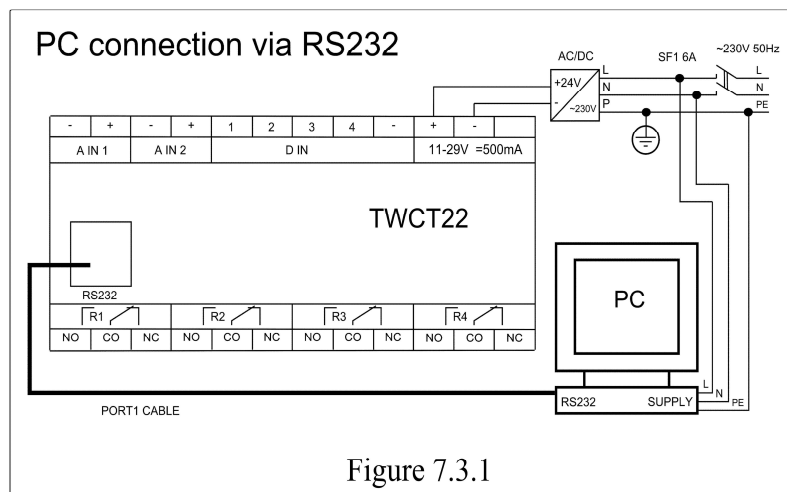 PC connection via RS232
AC/DC
SF1 6A
~230V 50Hz
+24V
-
~230V
L
N
P
L
N
PE
- + - + 1 2 3 4 - + -
A IN 1 A IN 2 D IN 11-29V =500mA
TWCT22
RS232
R1 R2 R3 R4
NO CO NC NO CO NC NO CO NC NO CO NC
PC
RS232 SUPPLY
L
N
PE
PORT1 CABLE
Figure 7.3.1